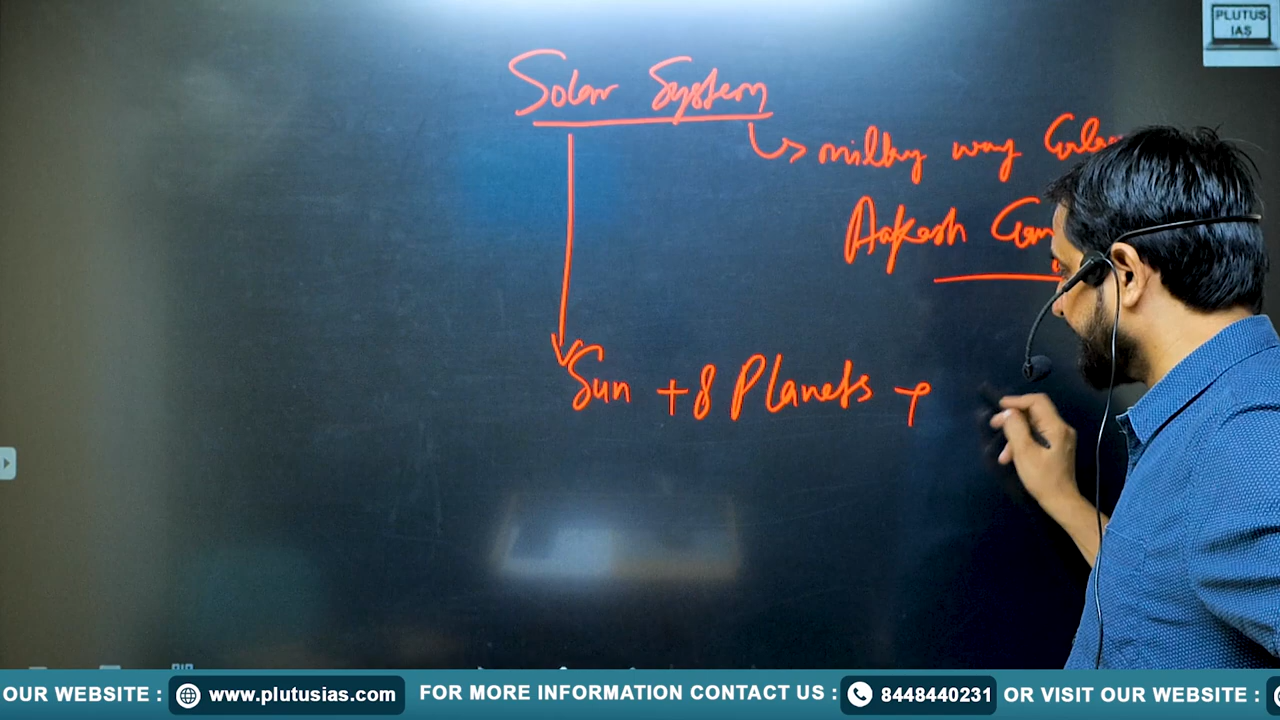 PLUTUS
IAS
Solar System
milky way
Aakash
Sun + 8 Planets +
OUR WEBSITE : www.plutusias.com FOR MORE INFORMATION CONTACT US : 8448440231 OR VISIT OUR WEBSITE :